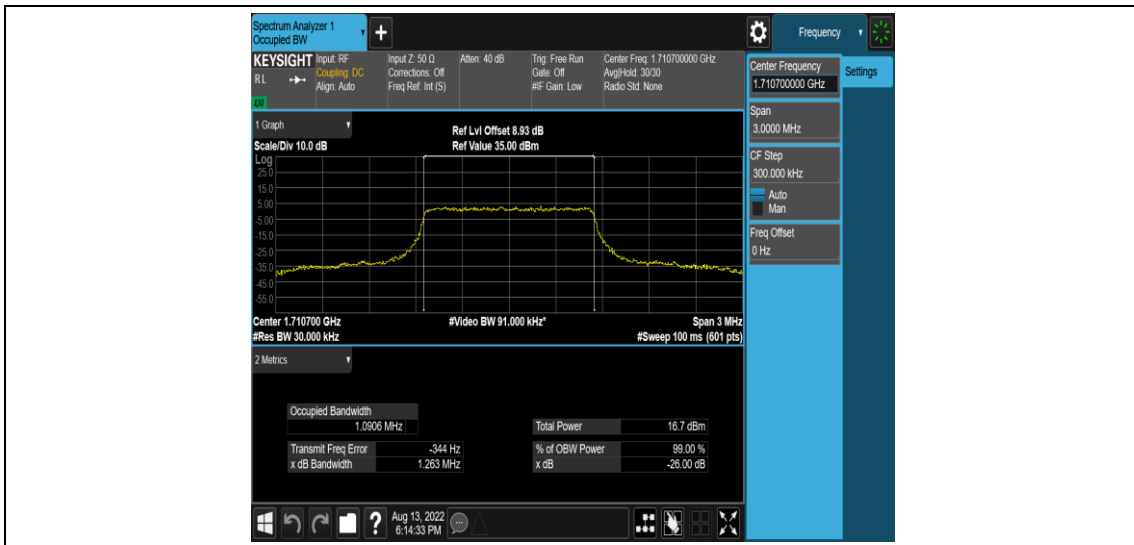 Spectrum Analyzer 1
Occupied BW
+
Frequency
KEYSIGHT
RL
Input: RF
Coupling: DC
Align: Auto
Input Z: 50 Ω
Corrections: Off
Freq Ref: Int (S)
Atten: 40 dB
Trig: Free Run
Gate: Off
#IF Gain: Low
Center Freq: 1.710700000 GHz
Avg|Hold: 30/30
Radio Std: None
Center Frequency
1.710700000 GHz
Settings
Span
3.0000 MHz
CF Step
300.000 kHz
Auto
Man
Freq Offset
0 Hz
1 Graph
Scale/Div 10.0 dB
Ref Lvl Offset 8.93 dB
Ref Value 35.00 dBm
Log
25.0
15.0
5.00
-5.00
-15.0
-25.0
-35.0
-45.0
-55.0
Center 1.710700 GHz
#Res BW 30.000 kHz
#Video BW 91.000 kHz*
Span 3 MHz
#Sweep 100 ms (601 pts)
2 Metrics
Occupied Bandwidth
1.0906 MHz
Transmit Freq Error -344 Hz
x dB Bandwidth 1.263 MHz
Total Power 16.7 dBm
% of OBW Power 99.00 %
x dB -26.00 dB
?
Aug 13, 2022
6:14:33 PM